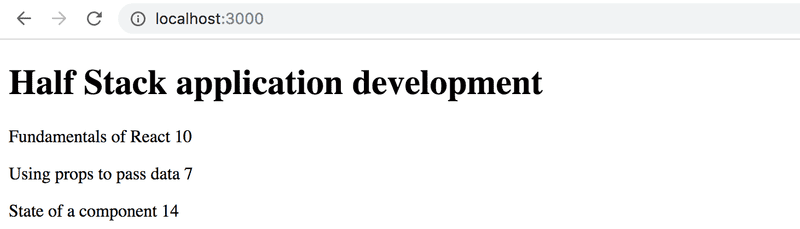 localhost:3000
Half Stack application development
Fundamentals of React 10
Using props to pass data 7
State of a component 14